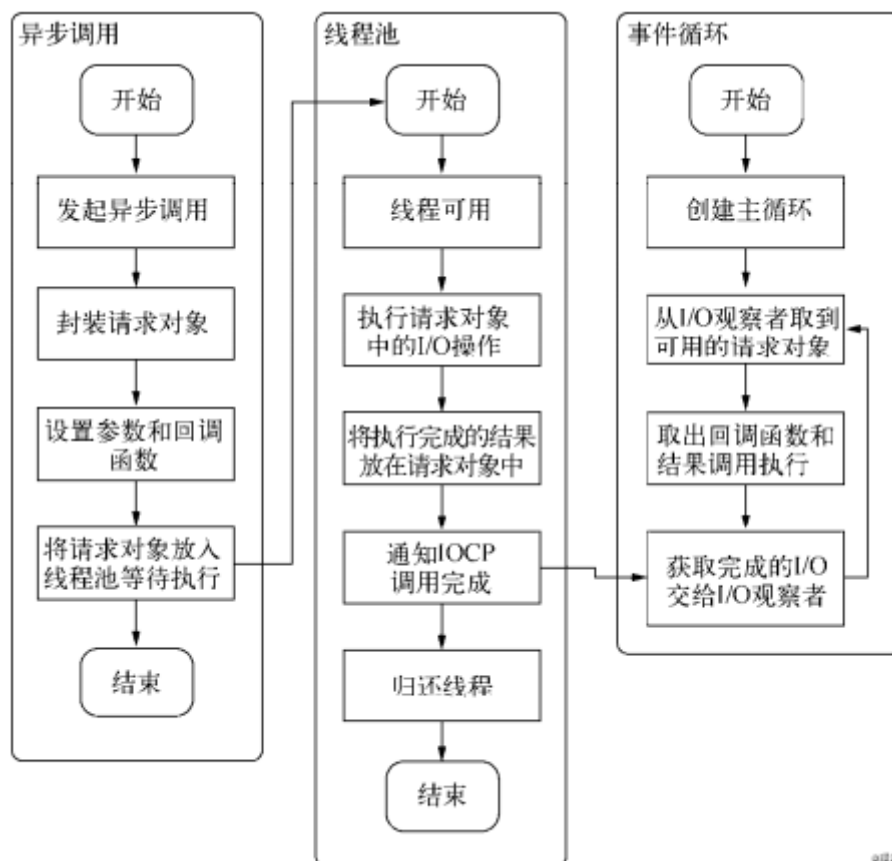 异步调用
开始
发起异步调用
封装请求对象
设置参数和回调
函数
将请求对象放入
线程池等待执行
结束
线程池
开始
线程可用
执行请求对象
中的I/O操作
将执行完成的结果
放在请求对象中
通知IOCP
调用完成
归还线程
结束
事件循环
开始
创建主循环
从I/O观察者取到
可用的请求对象
取出回调函数和
结果调用执行
获取完成的I/O
交给I/O观察者